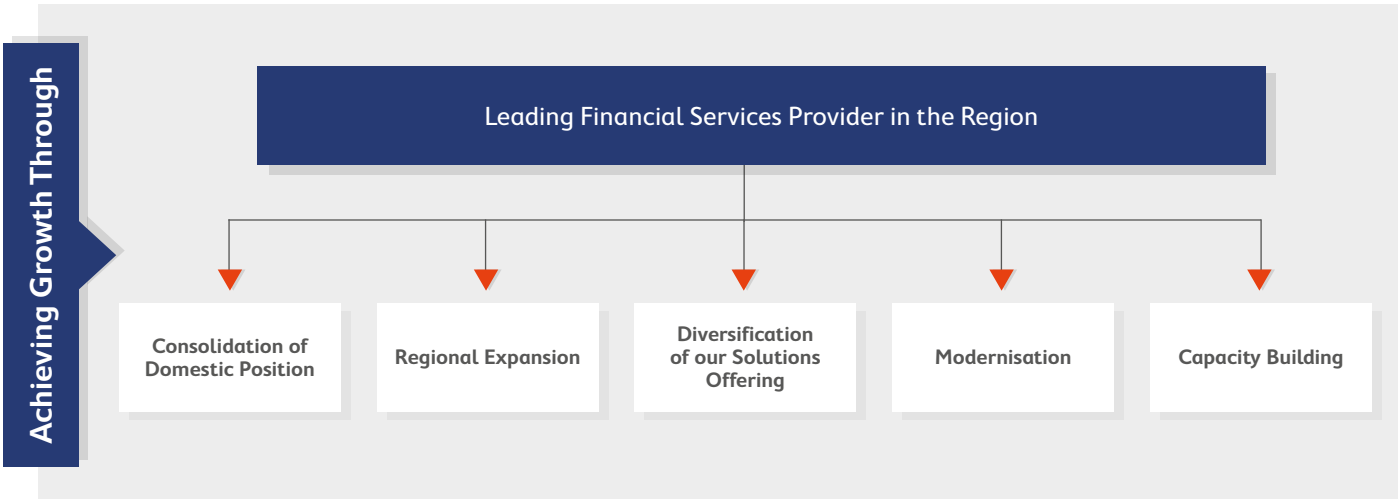 Achieving Growth Through
Leading Financial Services Provider in the Region
Consolidation of
Domestic Position
Regional Expansion
Diversification
of our Solutions
Offering
Modernisation
Capacity Building